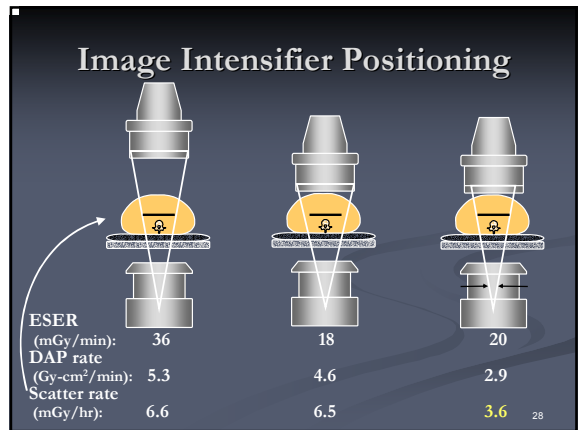 Image Intensifier Positioning
ESER
(mGy/min): 36 18 20
DAP rate
(Gy-cm²/min): 5.3 4.6 2.9
Scatter rate
(mGy/hr): 6.6 6.5 3.6
28